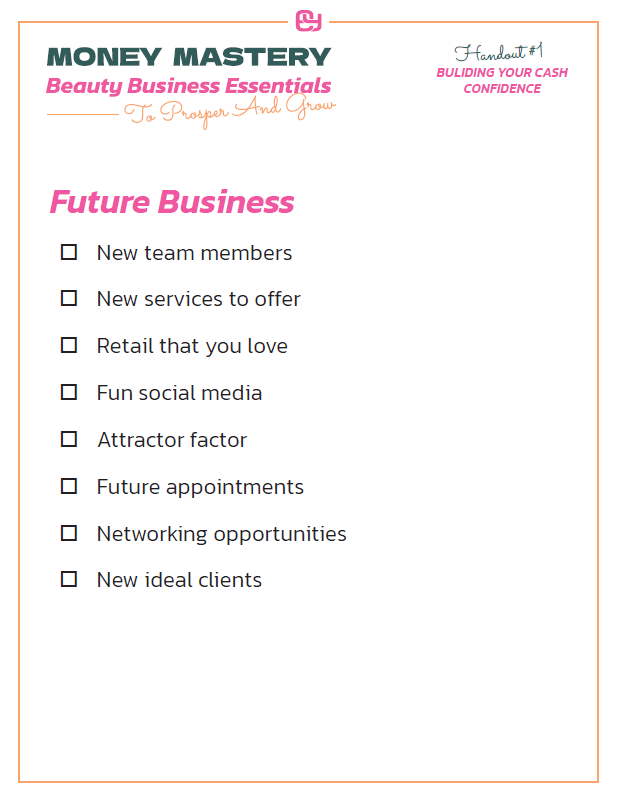 MONEY MASTERY
Beauty Business Essentials
To Prosper And Grow
Handout #1
BULIDING YOUR CASH
CONFIDENCE
Future Business
New team members
New services to offer
Retail that you love
Fun social media
Attractor factor
Future appointments
Networking opportunities
New ideal clients